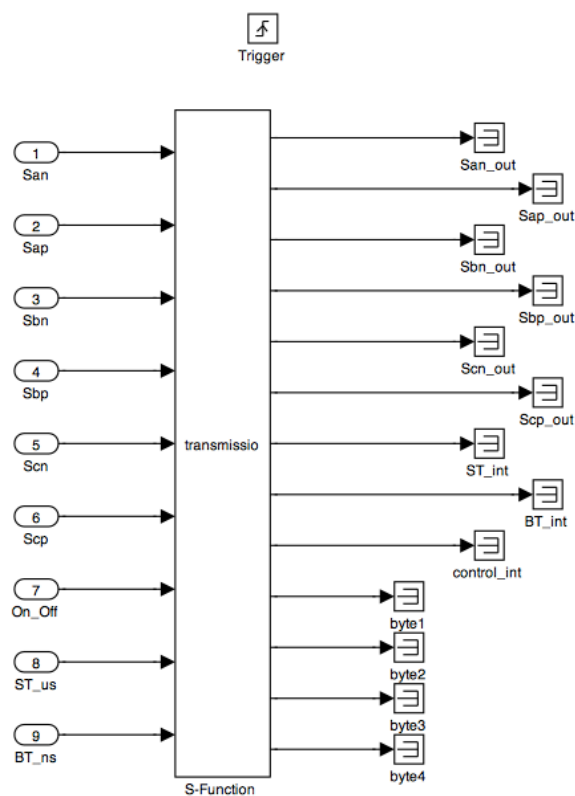 Trigger
1
San
2
Sap
3
Sbn
4
Sbp
5
Scn
6
Scp
7
On_Off
8
ST_us
9
BT_ns
transmissio
S-Function
San_out
Sap_out
Sbn_out
Sbp_out
Scn_out
Scp_out
ST_int
BT_int
control_int
byte1
byte2
byte3
byte4